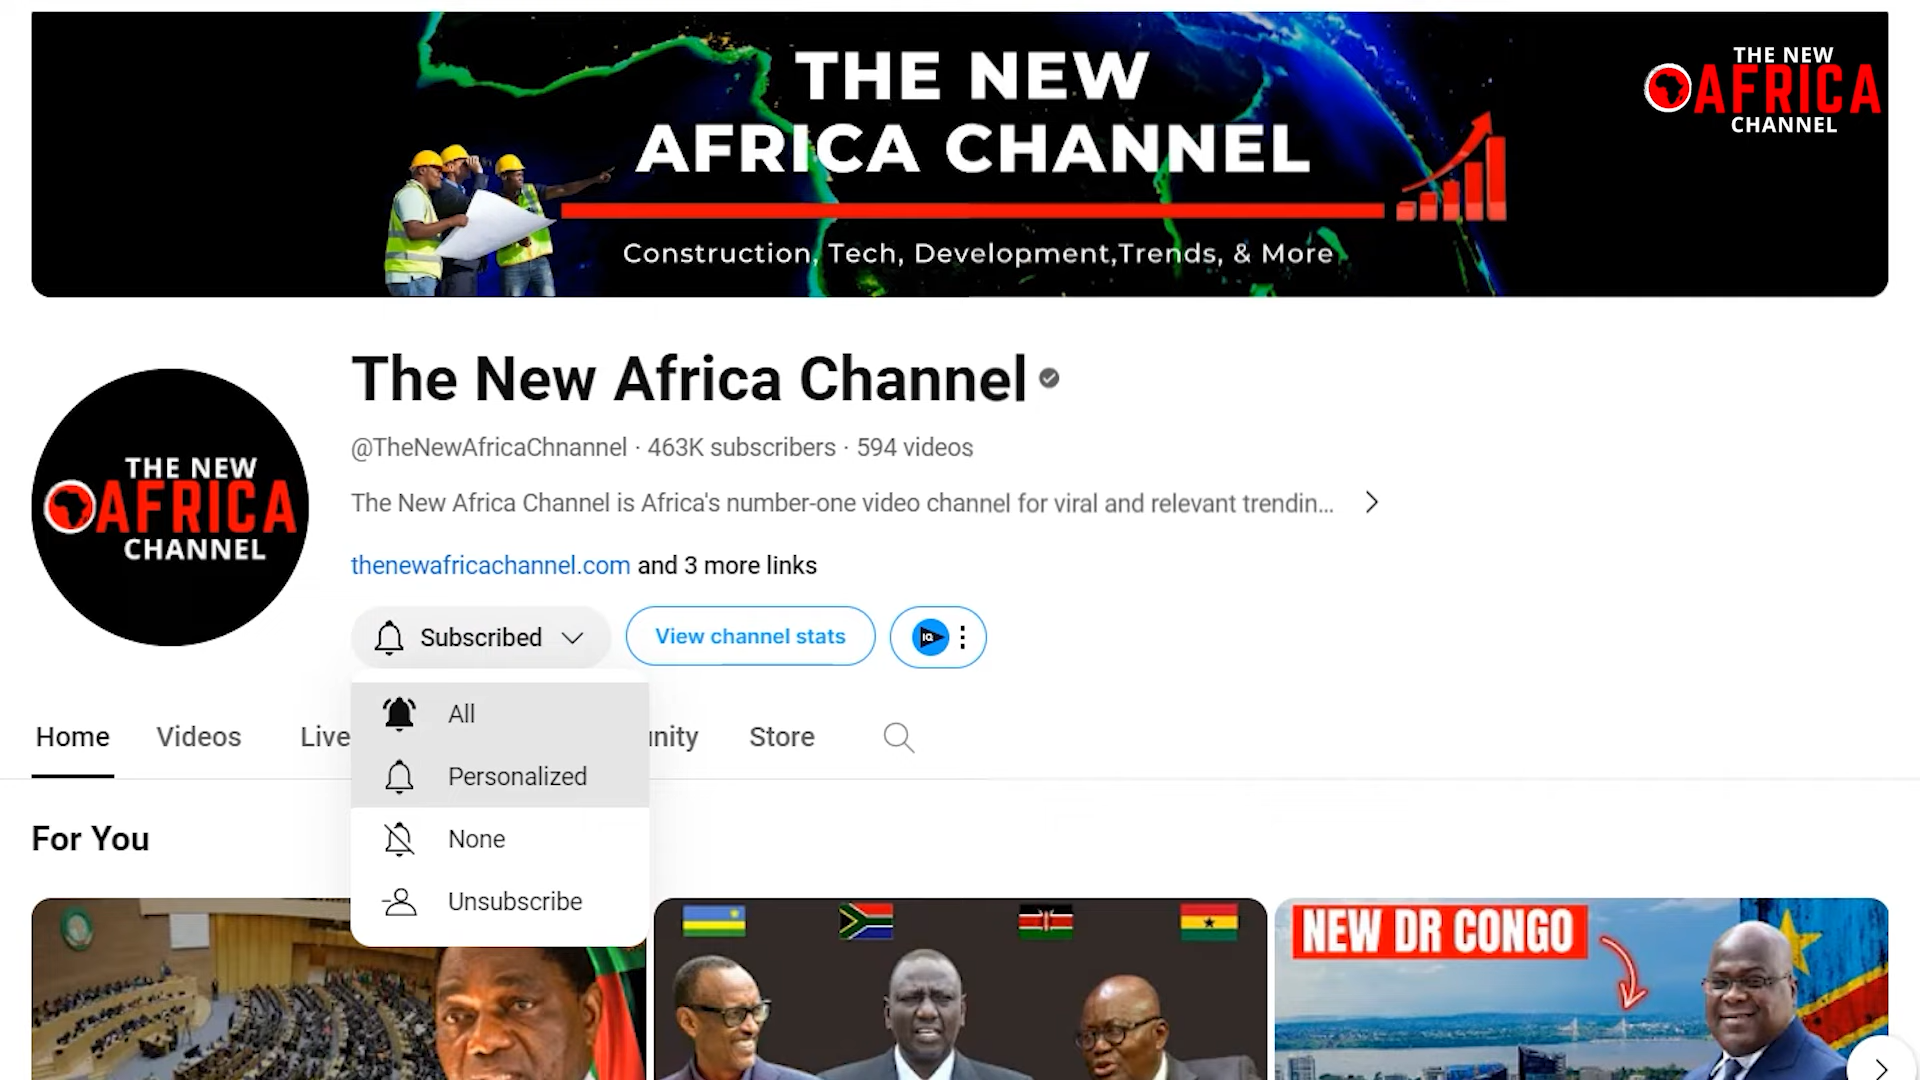 THE NEW
AFRICA CHANNEL
Construction, Tech, Development,Trends, & More
THE NEW
AFRICA
CHANNEL
The New Africa Channel
@TheNewAfricaChnannel · 463K subscribers · 594 videos
The New Africa Channel is Africa's number-one video channel for viral and relevant trendin...
thenewafricachannel.com and 3 more links
THE NEW
AFRICA
CHANNEL
Subscribed
View channel stats
IQ
All
Personalized
None
Unsubscribe
Home Videos Live unity Store
For You
NEW DR CONGO